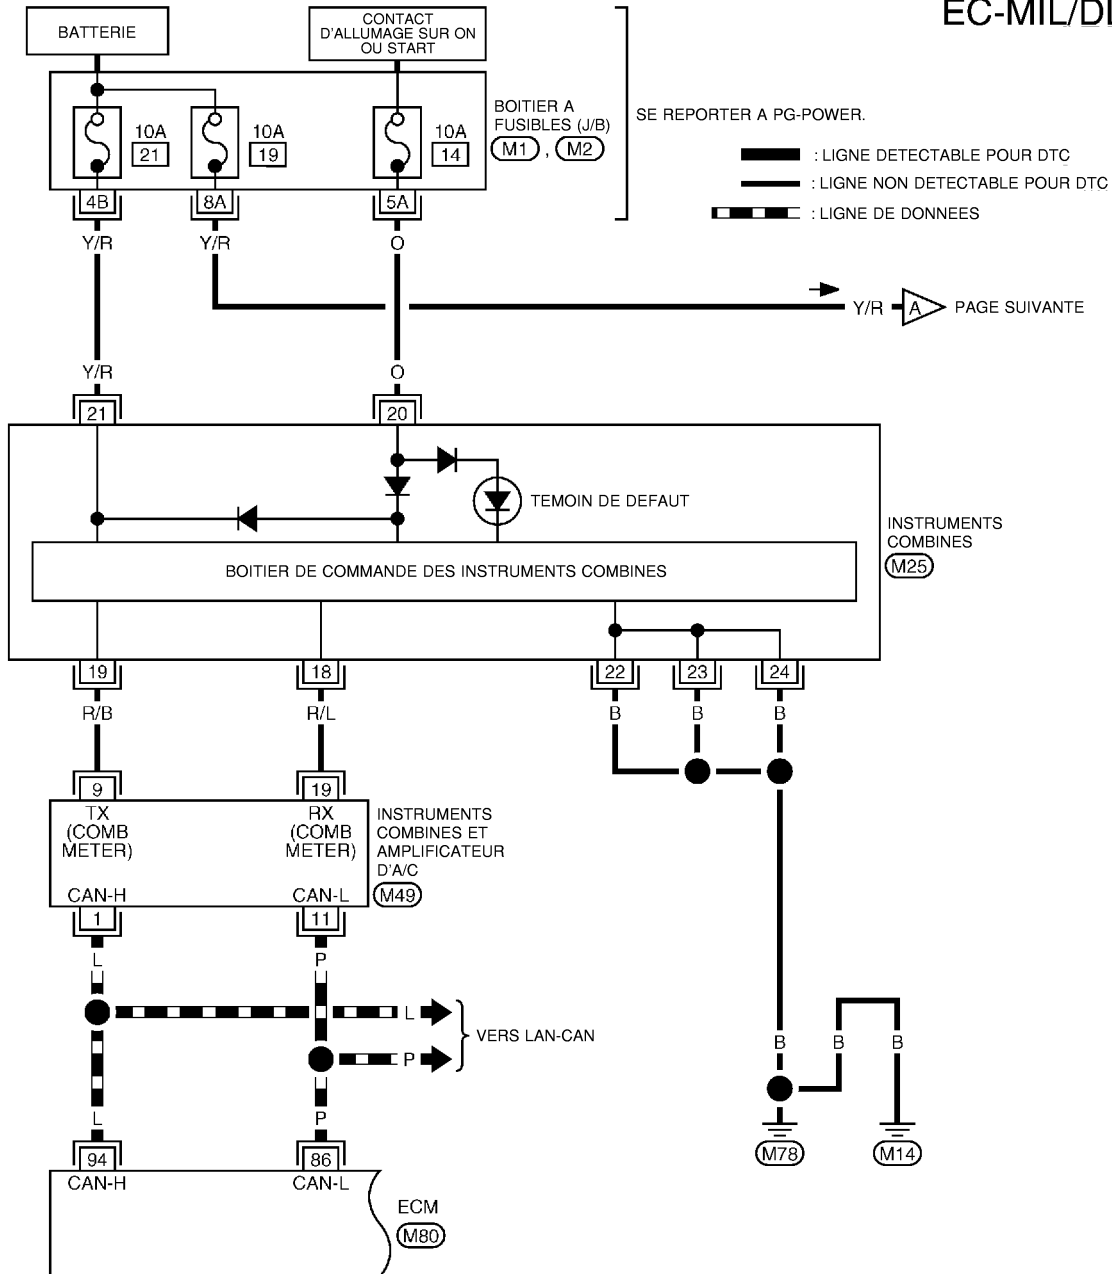 EC-MIL/DL
BATTERIE
CONTACT
D'ALLUMAGE SUR ON
OU START
BOITIER A
FUSIBLES (J/B)
M1 , M2
SE REPORTER A PG-POWER.
10A
21
10A
19
10A
14
: LIGNE DETECTABLE POUR DTC
: LIGNE NON DETECTABLE POUR DTC
: LIGNE DE DONNEES
4B
8A
5A
Y/R
Y/R
O
Y/R
A
PAGE SUIVANTE
Y/R
O
21
20
TEMOIN DE DEFAUT
INSTRUMENTS
COMBINES
M25
BOITIER DE COMMANDE DES INSTRUMENTS COMBINES
19
18
22
23
24
R/B
R/L
B
B
B
9
19
TX
(COMB
METER)
RX
(COMB
METER)
INSTRUMENTS
COMBINES ET
AMPLIFICATEUR
D'A/C
M49
CAN-H
CAN-L
1
11
L
P
L
P
VERS LAN-CAN
B
B
B
L
P
M78
M14
94
86
CAN-H
CAN-L
ECM
M80